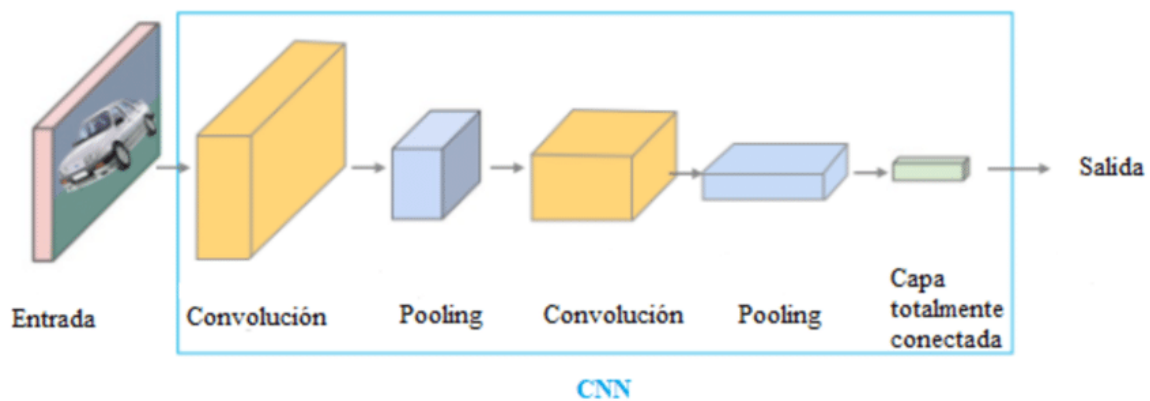 Entrada
Convolución
Pooling
Convolución
Pooling
Capa
totalmente
conectada
Salida
CNN